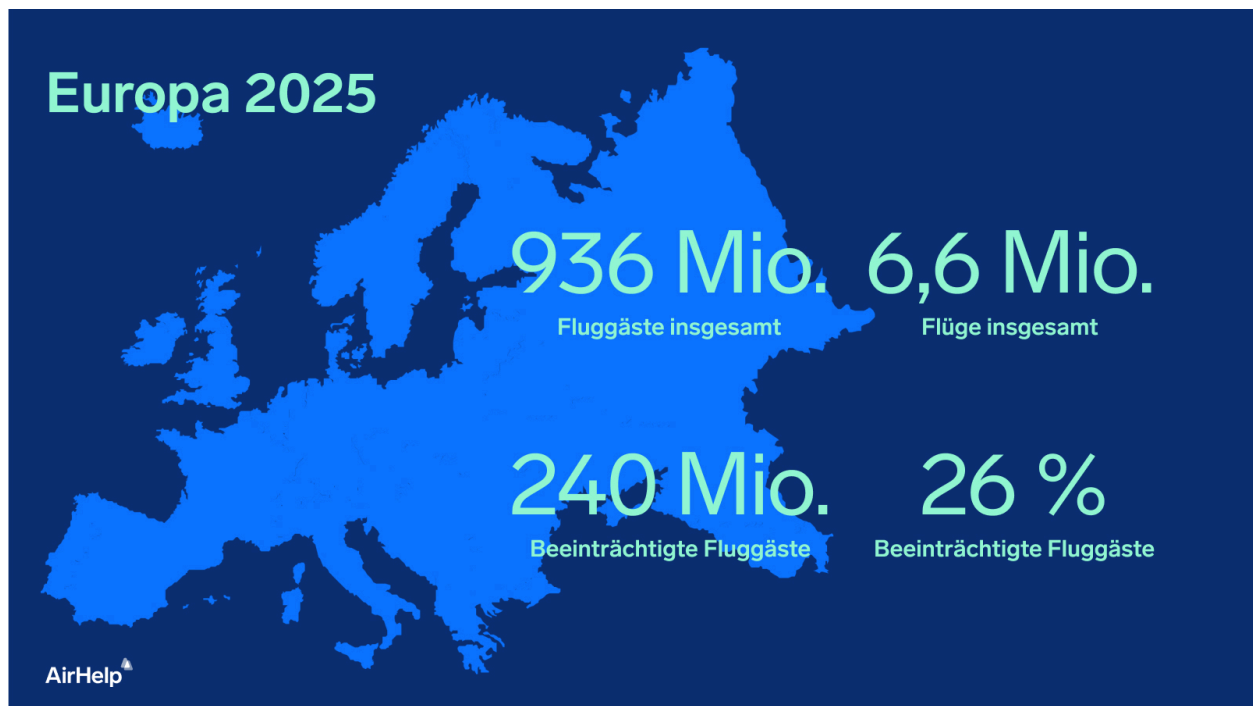 Europa 2025
936 Mio.
6,6 Mio.
Fluggäste insgesamt
Flüge insgesamt
240 Mio.
26 %
Beeinträchtigte Fluggäste
Beeinträchtigte Fluggäste
AirHelp